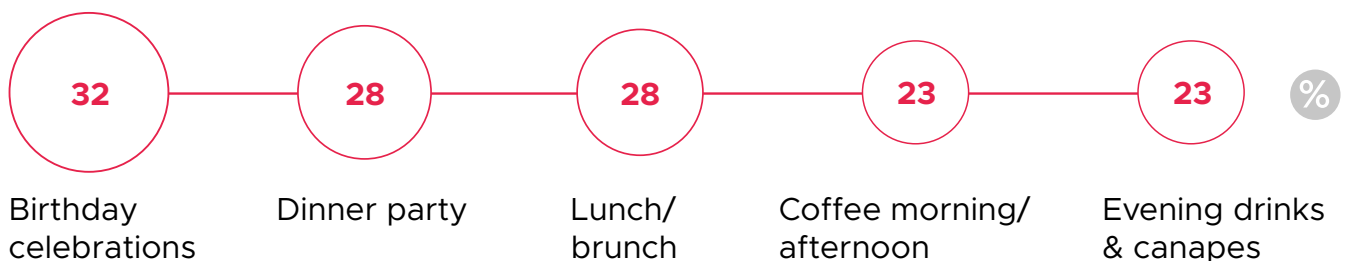 32
28
28
23
23
%
Birthday
celebrations
Dinner party
Lunch/
brunch
Coffee morning/
afternoon
Evening drinks
& canapes